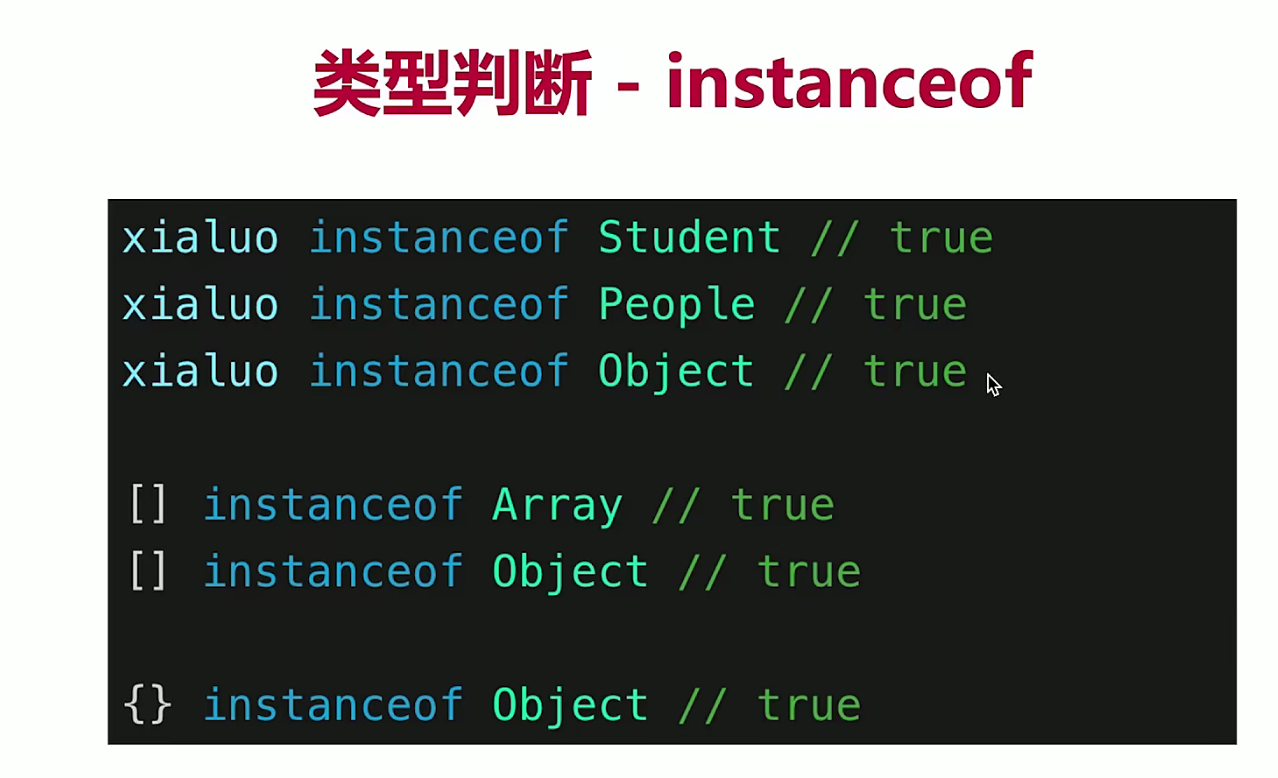 类型判断 - instanceof
xialuo instanceof Student // true
xialuo instanceof People // true
xialuo instanceof Object // true
[] instanceof Array // true
[] instanceof Object // true
{} instanceof Object // true